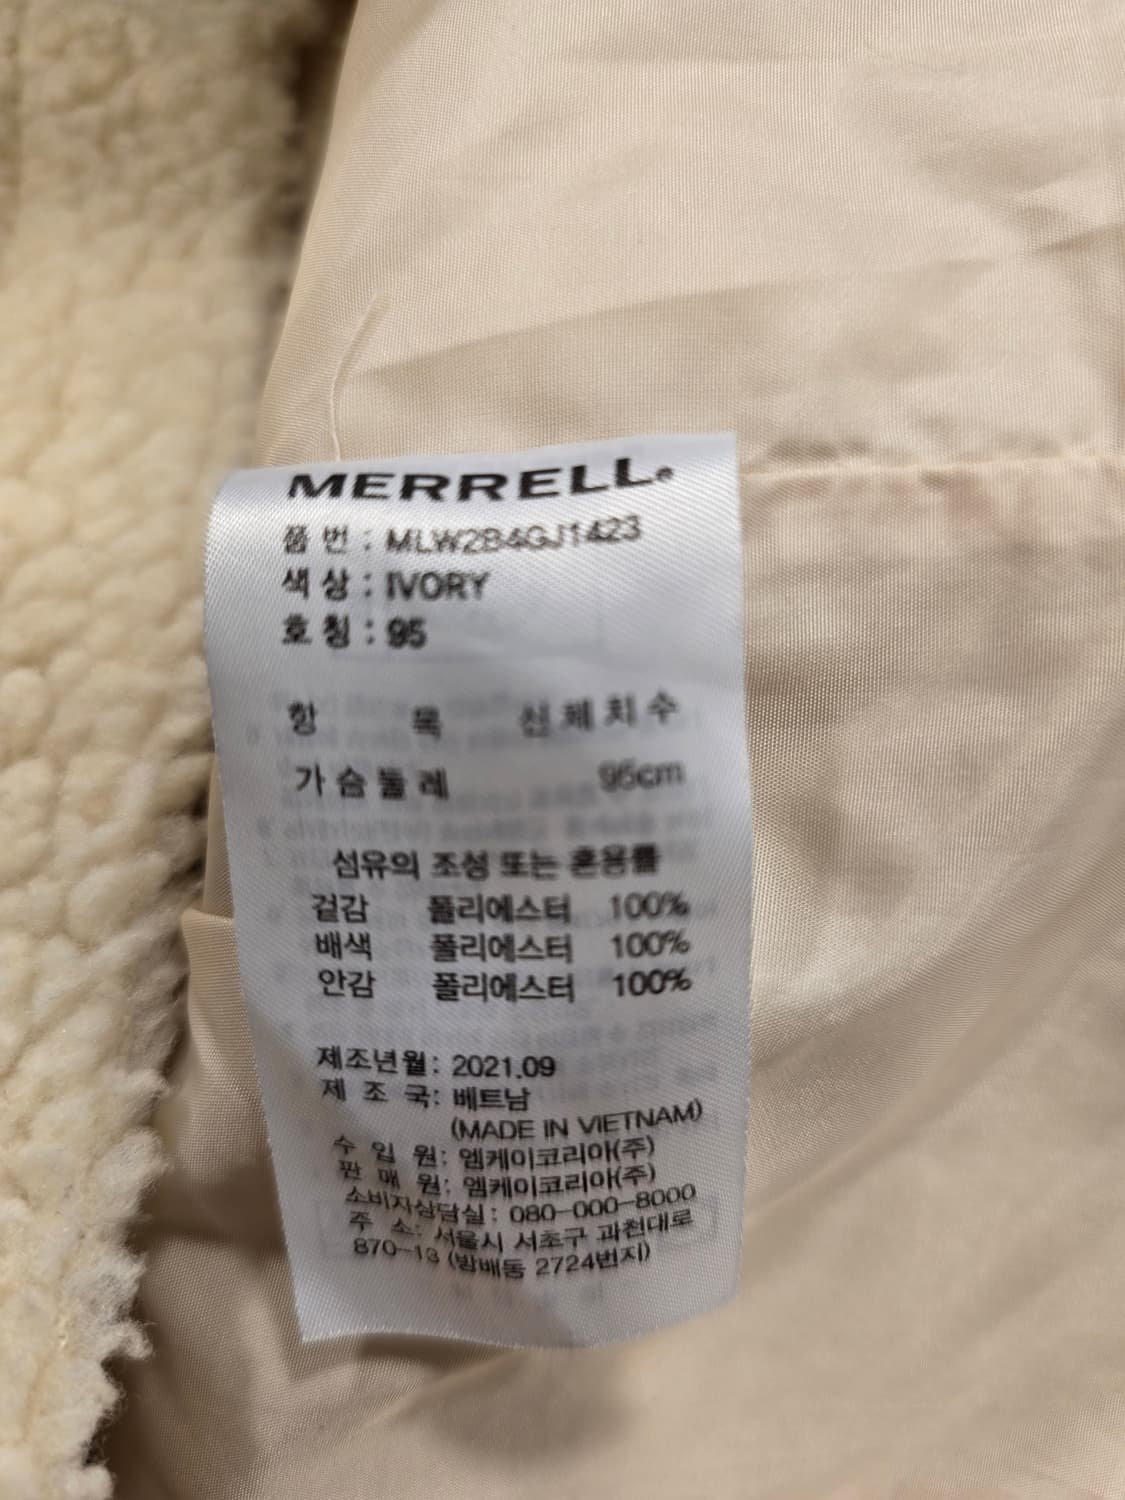 MERRELL®
품 번 : MLW2B4GJ1423
색 상 : IVORY
호 칭 : 95
항 목 신체치수
가슴둘레 95cm
섬유의 조성 또는 혼용률
겉감 폴리에스터 100%
배색 폴리에스터 100%
안감 폴리에스터 100%
제조년월: 2021.09
제 조 국: 베트남
(MADE IN VIETNAM)
수 입 원: 엠케이코리아(주)
판 매 원: 엠케이코리아(주)
소비자상담실: 080-000-8000
주 소: 서울시 서초구 과천대로
870-13 (방배동 2724번지)